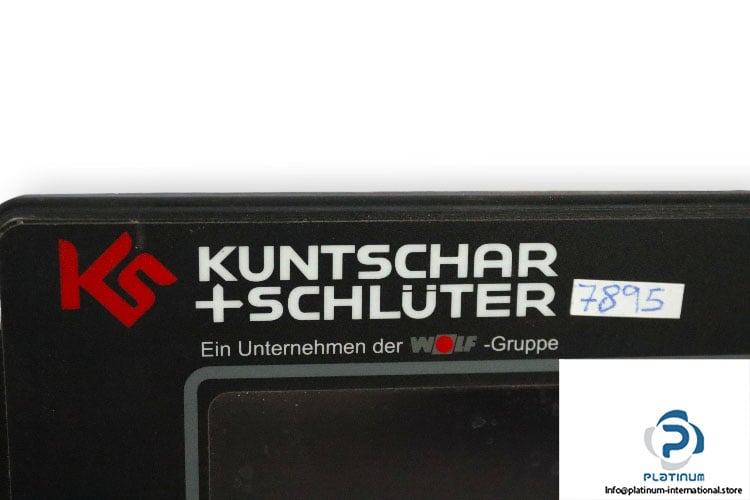 KS KUNTSCHAR
+SCHLÜTER
7895
Ein Unternehmen der WOLF -Gruppe
P
PLATINUM
Info@platinum-international.store